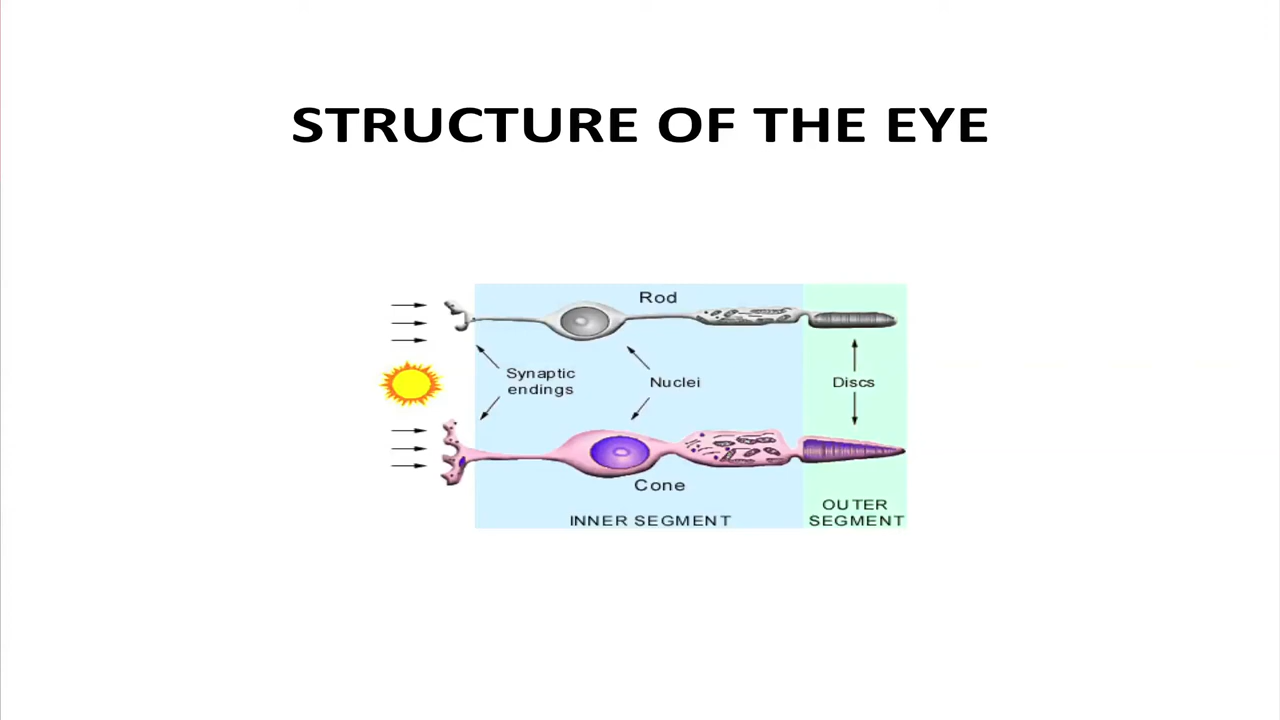 STRUCTURE OF THE EYE
Rod
Synaptic
endings
Nuclei
Discs
Cone
INNER SEGMENT
OUTER
SEGMENT